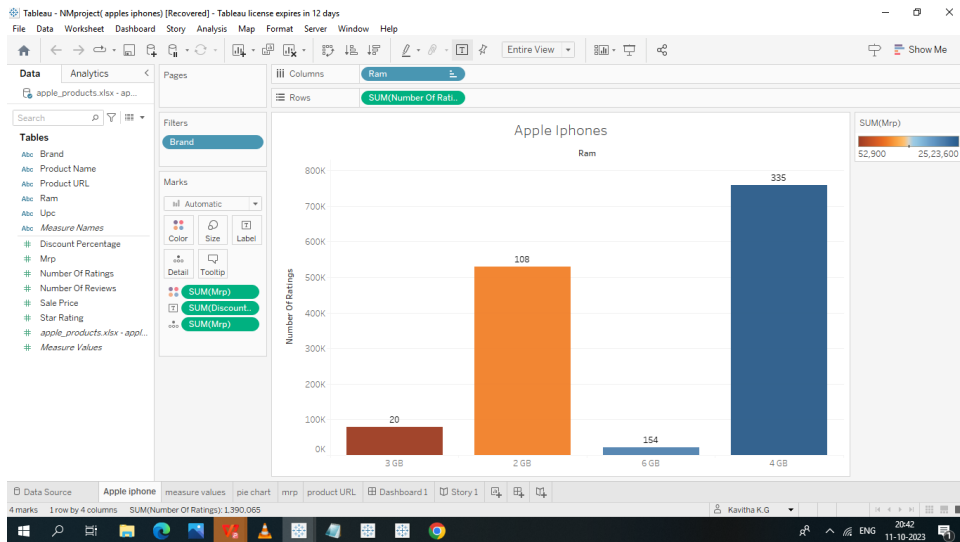 Tableau - NMproject( apples iphones) [Recovered] - Tableau license expires in 12 days
File Data Worksheet Dashboard Story Analysis Map Format Server Window Help
Entire View
Show Me
Data Analytics
apple_products.xlsx - ap...
Search
Tables
Abc Brand
Abc Product Name
Abc Product URL
Abc Ram
Abc Upc
Abc Measure Names
# Discount Percentage
# Mrp
# Number Of Ratings
# Number Of Reviews
# Sale Price
# Star Rating
# apple_products.xlsx - appl...
# Measure Values
Pages
Filters
Brand
Marks
Automatic
Color Size Label
Detail Tooltip
SUM(Mrp)
SUM(Discount..
SUM(Mrp)
Columns Ram
Rows SUM(Number Of Rati..
Apple Iphones
Ram
800K
700K
600K
500K
400K
300K
200K
100K
0K
Number Of Ratings
20
108
154
335
3 GB 2 GB 6 GB 4 GB
SUM(Mrp)
52,900 25,23,600
Data Source Apple iphone measure values pie chart mrp product URL Dashboard 1 Story 1
4 marks 1 row by 4 columns SUM(Number Of Ratings): 1,390,065
Kavitha K.G
ENG
20:42
11-10-2023
1